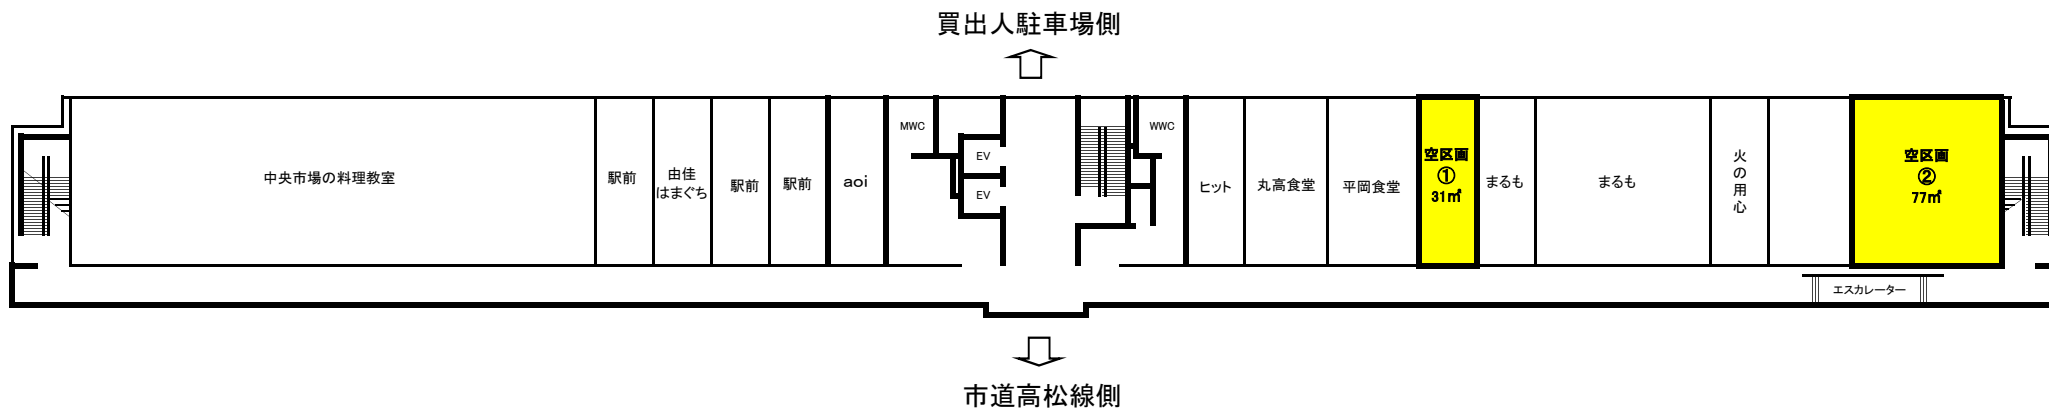 買出人駐車場側
中央市場の料理教室
駅前
由佳
はまぐち
駅前
駅前
aoi
MWC
EV
EV
WWC
ヒット
丸高食堂
平岡食堂
空区画
①
31㎡
まるも
まるも
火の用心
空区画
②
77㎡
エスカレーター
市道高松線側